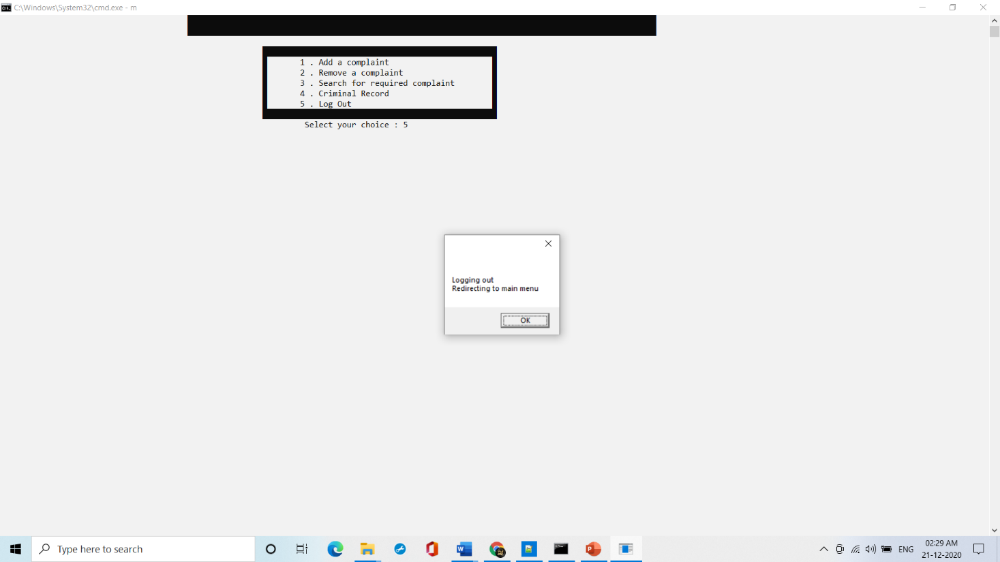 C:\Windows\System32\cmd.exe - m
1 . Add a complaint
2 . Remove a complaint
3 . Search for required complaint
4 . Criminal Record
5 . Log Out
Select your choice : 5
Logging out
Redirecting to main menu
OK
Type here to search
ENG
02:29 AM
21-12-2020